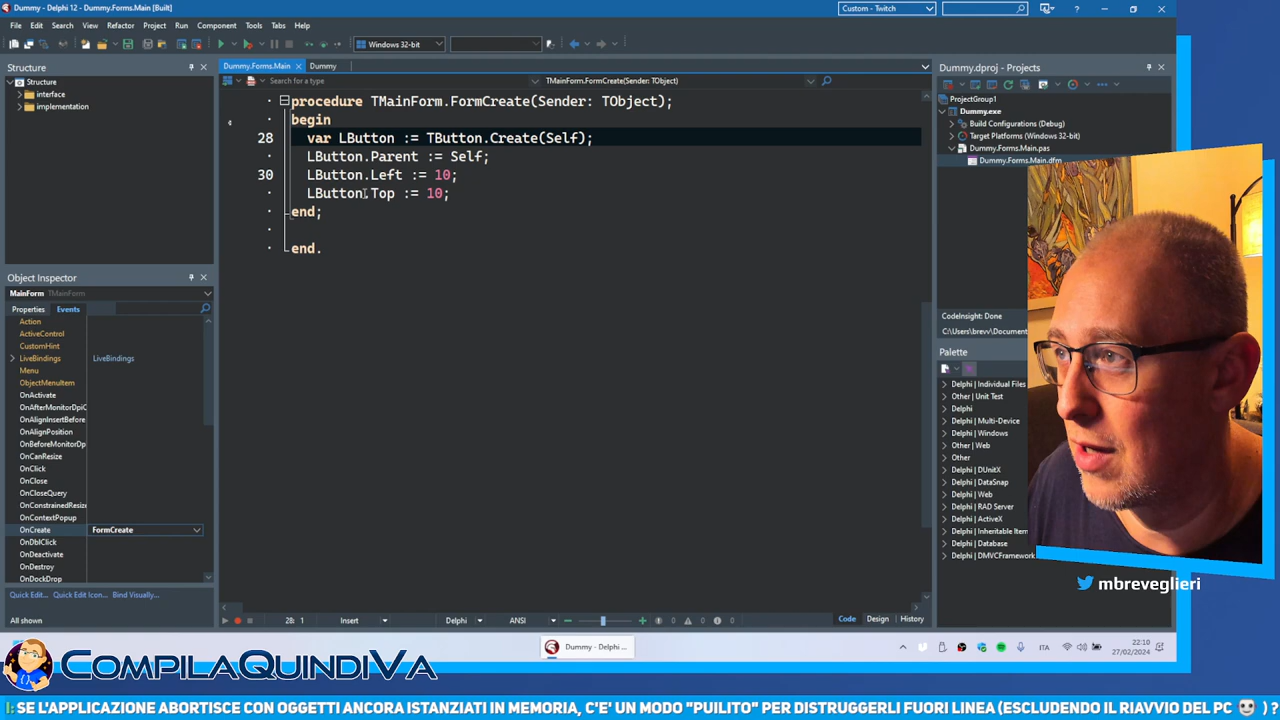 Dummy - Delphi 12 - Dummy.Forms.Main [Built]
Custom - Twitch
File Edit Search View Refactor Project Run Component Tools Tabs Help
Windows 32-bit
Structure
Structure
interface
implementation
Dummy.Forms.Main
Dummy
Search for a type
TMainForm.FormCreate(Sender: TObject)
procedure TMainForm.FormCreate(Sender: TObject);
begin
28 var LButton := TButton.Create(Self);
LButton.Parent := Self;
30 LButton.Left := 10;
LButton.Top := 10;
end;
end.
Object Inspector
MainForm TMainForm
Properties Events
Action
ActiveControl
CustomHint
LiveBindings LiveBindings
Menu
ObjectMenuItem
OnActivate
OnAfterMonitorDpiC
OnAlignInsertBefore
OnAlignPosition
OnBeforeMonitorDp
OnCanResize
OnClick
OnClose
OnCloseQuery
OnConstrainedResize
OnContextPopup
OnCreate FormCreate
OnDblClick
OnDeactivate
OnDestroy
OnDockDrop
Quick Edit... Quick Edit Icon... Bind Visually...
All shown
28: 1 Insert Delphi ANSI 0 0 0 Code Design History
Dummy.dproj - Projects
ProjectGroup1
Dummy.exe
Build Configurations (Debug)
Target Platforms (Windows 32-bit)
Dummy.Forms.Main.pas
Dummy.Forms.Main.dfm
CodeInsight: Done
C:\Users\brevv\Document
Palette
Delphi | Individual Files
Other | Unit Test
Delphi
Delphi | Multi-Device
Delphi | Windows
Other | Web
Other
Delphi | DUnitX
Delphi | DataSnap
Delphi | Web
Delphi | RAD Server
Delphi | ActiveX
Delphi | Inheritable Item
Delphi | Database
Delphi | DMVCFramework
mbreveglieri
Dummy - Delphi ...
ITA
22:10
27/02/2024
COMPILAQUINDIVA
I: SE L'APPLICAZIONE ABORTISCE CON OGGETTI ANCORA ISTANZIATI IN MEMORIA, C'E' UN MODO "PULITO" PER DISTRUGGERLI FUORI LINEA (ESCLUDENDO IL RIAVVIO DEL PC ) ?